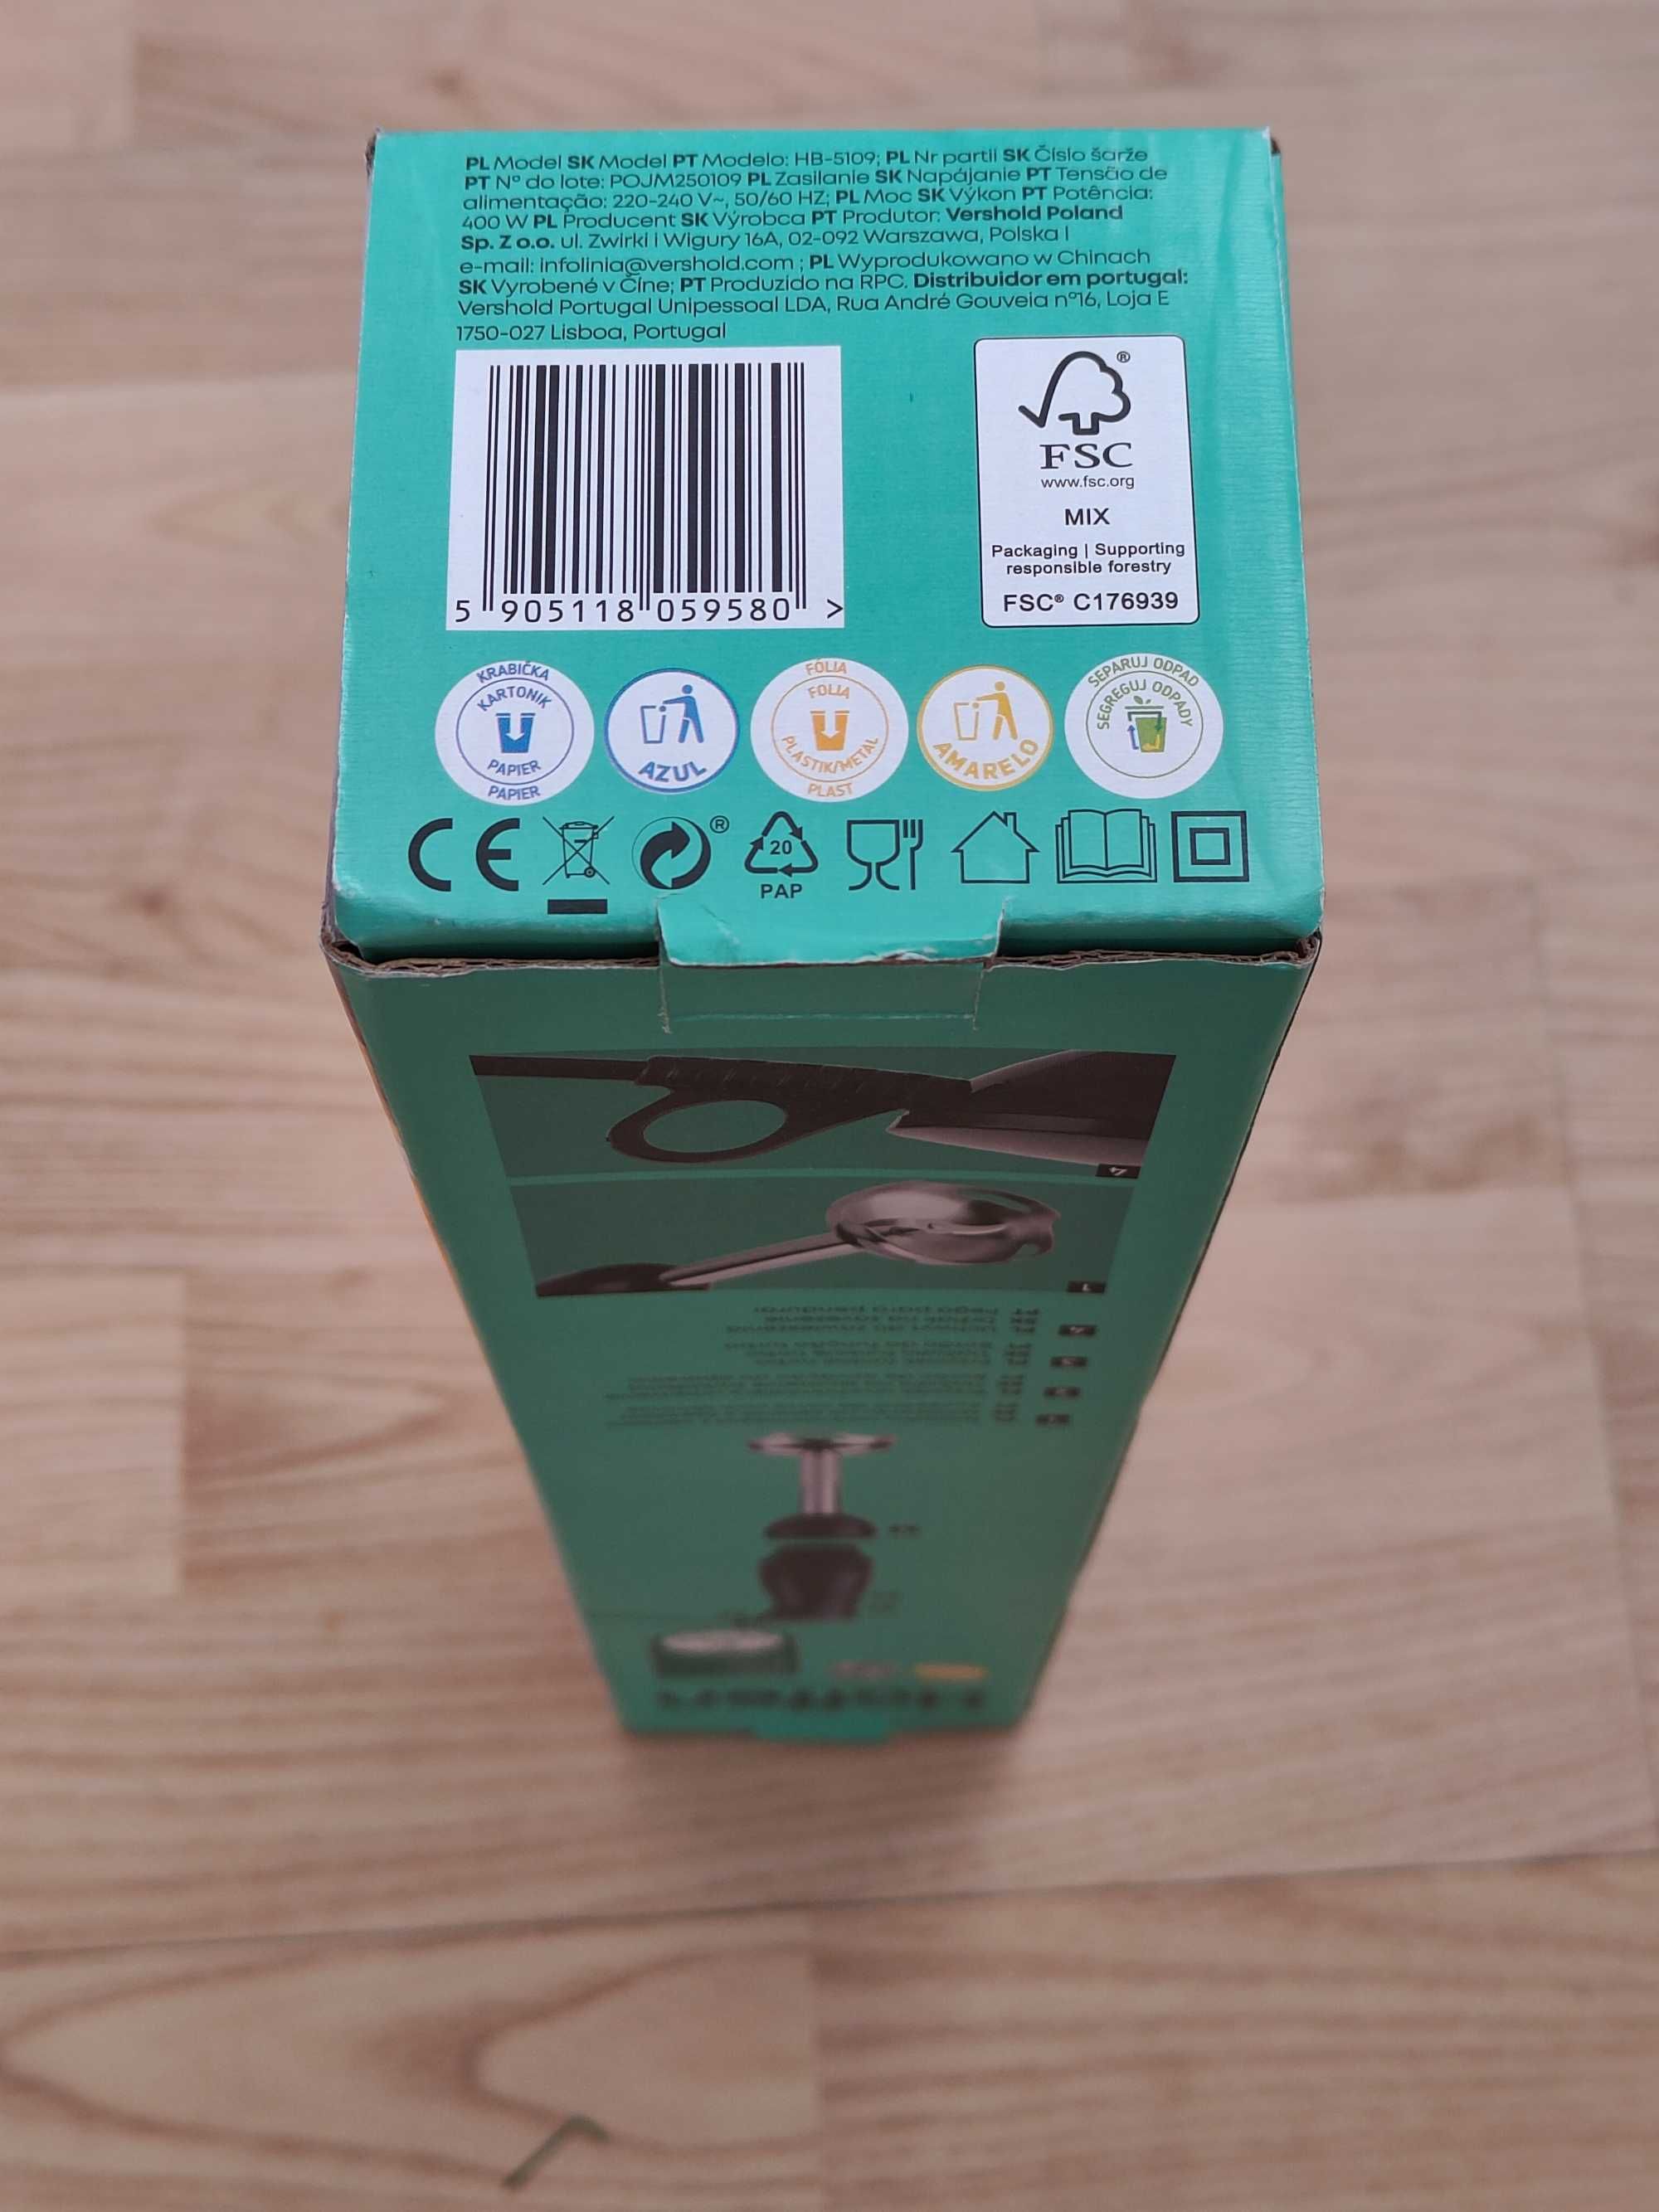 PL Model SK Model PT Modelo: HB-5109; PL Nr partii SK Číslo šarže
PT Nº do lote: POJM250109 PL Zasilanie SK Napájanie PT Tensão de
alimentação: 220-240 V~, 50/60 HZ; PL Moc SK Výkon PT Potência:
400 W PL Producent SK Výrobca PT Produtor: Vershold Poland
Sp. Z o.o. ul. Zwirki i Wigury 16A, 02-092 Warszawa, Polska |
e-mail: infolinia@vershold.com ; PL Wyprodukowano w Chinach
SK Vyrobené v Číne; PT Produzido na RPC. Distribuidor em portugal:
Vershold Portugal Unipessoal LDA, Rua André Gouveia nº16, Loja E
1750-027 Lisboa, Portugal
5 905118 059580 >
®
FSC
www.fsc.org
MIX
Packaging | Supporting
responsible forestry
FSC® C176939
KRABIČKA
KARTONIK
PAPIER
PAPIER
AZUL
FÓLIA
FOLIA
PLASTIK/METAL
PLAST
AMARELO
SEPARUJ ODPAD
SEGREGUJ ODPADY
CE
®
20
PAP
4
1